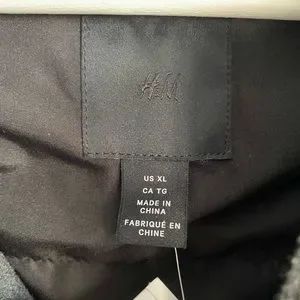 H&M
US XL
CA TG
MADE IN
CHINA
FABRIQUÉ EN
CHINE